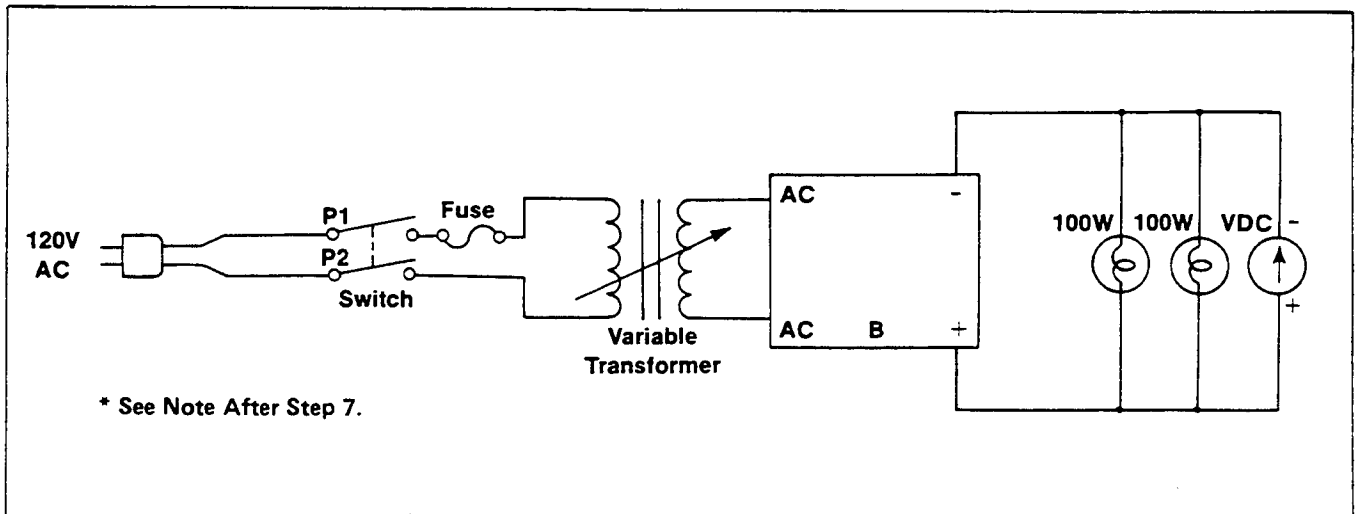 120V
AC
P1
P2
Switch
Fuse
Variable
Transformer
AC
-
AC
B
+
100W
100W
VDC
-
+
* See Note After Step 7.